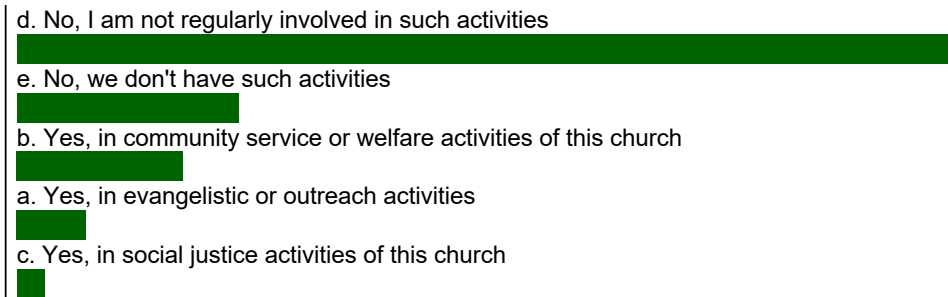 d. No, I am not regularly involved in such activities
e. No, we don't have such activities
b. Yes, in community service or welfare activities of this church
a. Yes, in evangelistic or outreach activities
c. Yes, in social justice activities of this church